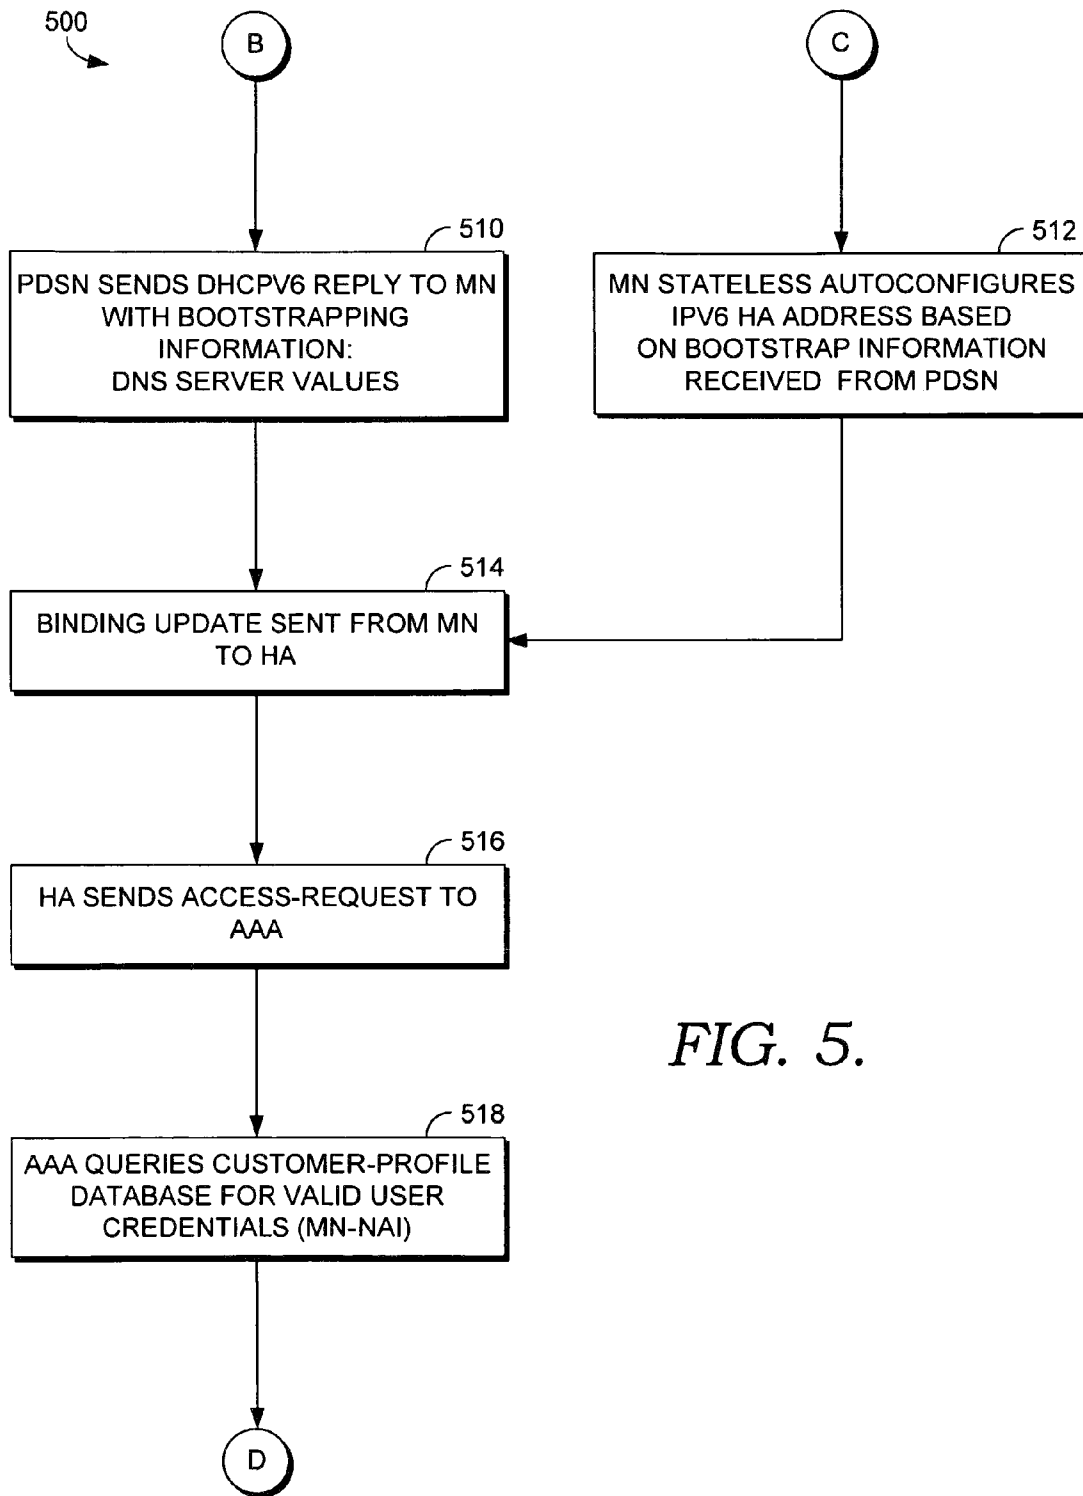 500
B
C
510
PDSN SENDS DHCPV6 REPLY TO MN
WITH BOOTSTRAPPING
INFORMATION:
DNS SERVER VALUES
512
MN STATELESS AUTOCONFIGURES
IPV6 HA ADDRESS BASED
ON BOOTSTRAP INFORMATION
RECEIVED FROM PDSN
514
BINDING UPDATE SENT FROM MN
TO HA
516
HA SENDS ACCESS-REQUEST TO
AAA
FIG. 5.
518
AAA QUERIES CUSTOMER-PROFILE
DATABASE FOR VALID USER
CREDENTIALS (MN-NAI)
D